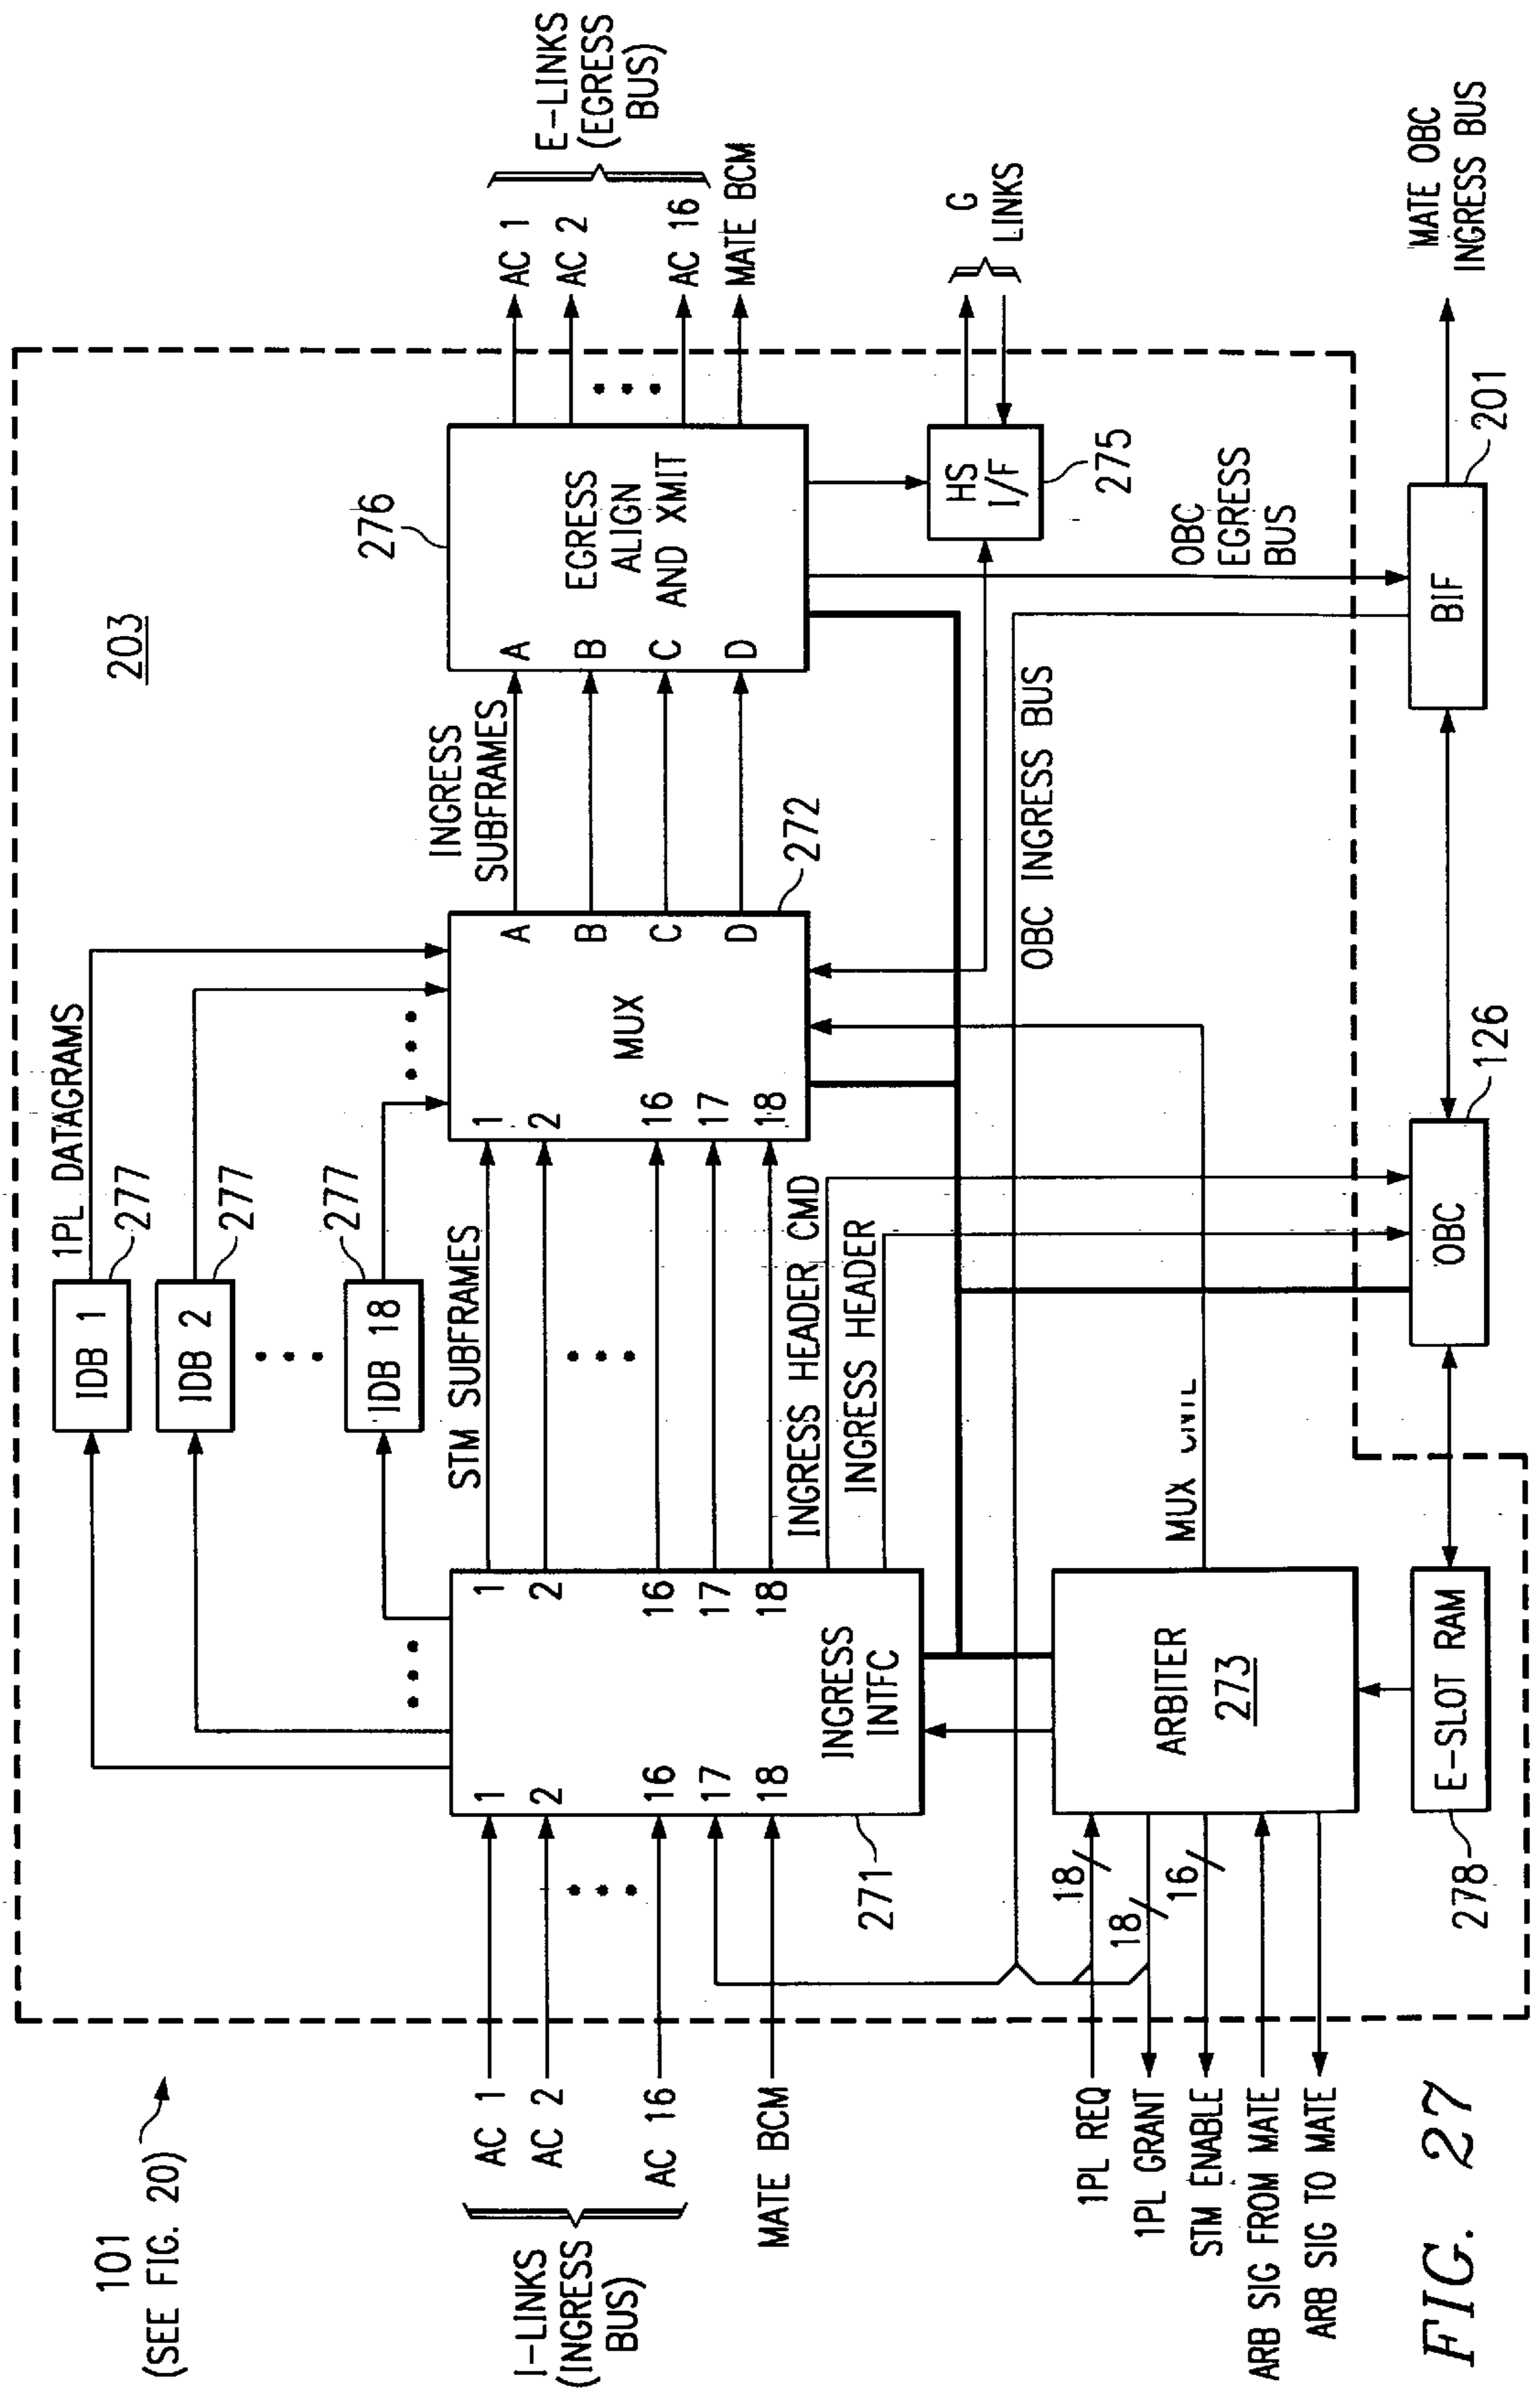 101
(SEE FIG. 20)
203
I-LINKS
(INGRESS
BUS)
AC 1
AC 2
AC 16
MATE BCM
1PL REQ
1PL GRANT
STM ENABLE
ARB SIG FROM MATE
ARB SIG TO MATE
18
18
16
1
2
16
17
18
INGRESS
INTFC
1
2
16
17
18
271
ARBITER
273
E-SLOT RAM
278
IDB 1
277
IDB 2
277
IDB 18
277
1PL DATAGRAMS
STM SUBFRAMES
INGRESS HEADER CMD
INGRESS HEADER
MUX
1
2
16
17
18
MUX
A
B
C
D
272
OBC
126
INGRESS
SUBFRAMES
OBC INGRESS BUS
A
B
C
D
EGRESS
ALIGN
AND XMIT
276
HS
I/F
275
OBC
EGRESS
BUS
BIF
201
AC 1
AC 2
AC 16
MATE BCM
E-LINKS
(EGRESS
BUS)
G
LINKS
MATE OBC
INGRESS BUS
FIG. 27